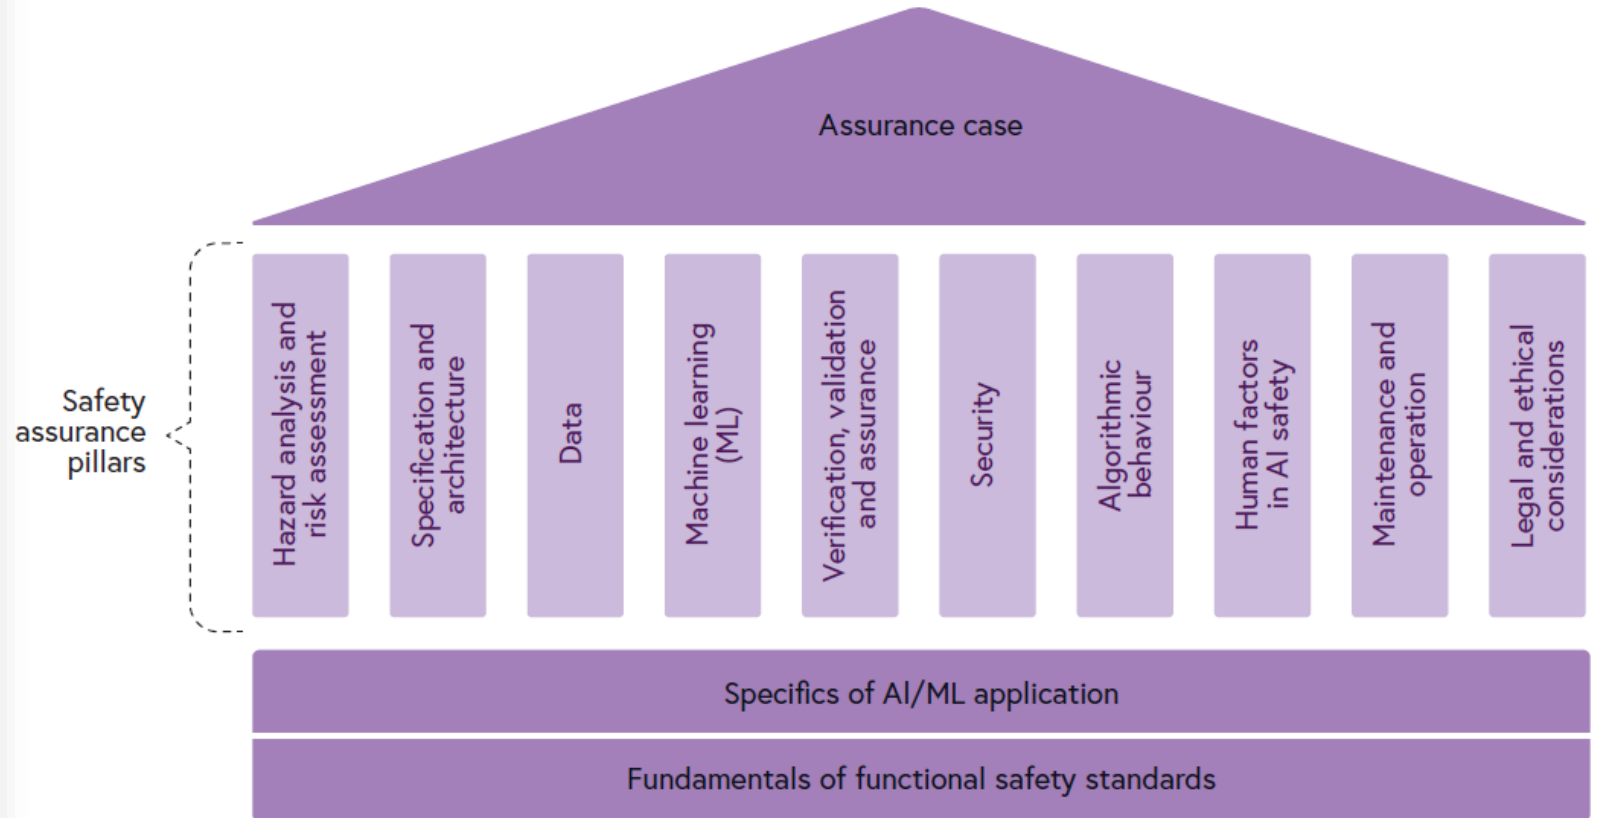 Assurance case
Safety
assurance
pillars
Hazard analysis and
risk assessment
Specification and
architecture
Data
Machine learning
(ML)
Verification, validation
and assurance
Security
Algorithmic
behaviour
Human factors
in AI safety
Maintenance and
operation
Legal and ethical
considerations
Specifics of AI/ML application
Fundamentals of functional safety standards